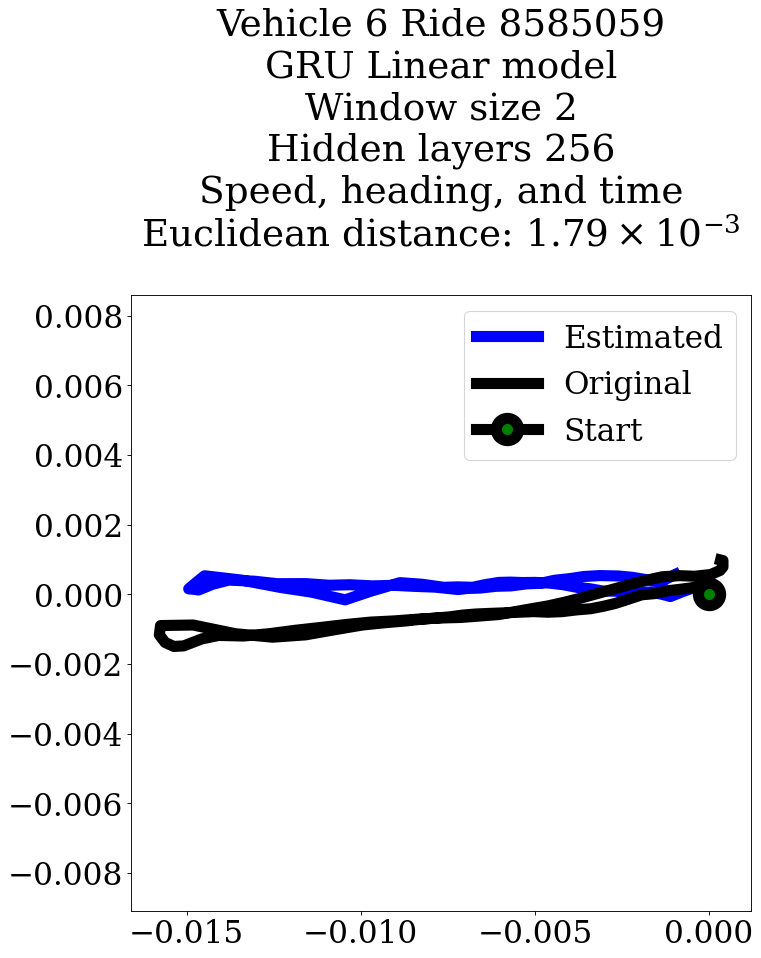 Vehicle 6 Ride 8585059
GRU Linear model
Window size 2
Hidden layers 256
Speed, heading, and time
Euclidean distance: 1.79 × 10⁻³
Estimated
Original
Start
0.008
0.006
0.004
0.002
0.000
−0.002
−0.004
−0.006
−0.008
−0.015 −0.010 −0.005 0.000